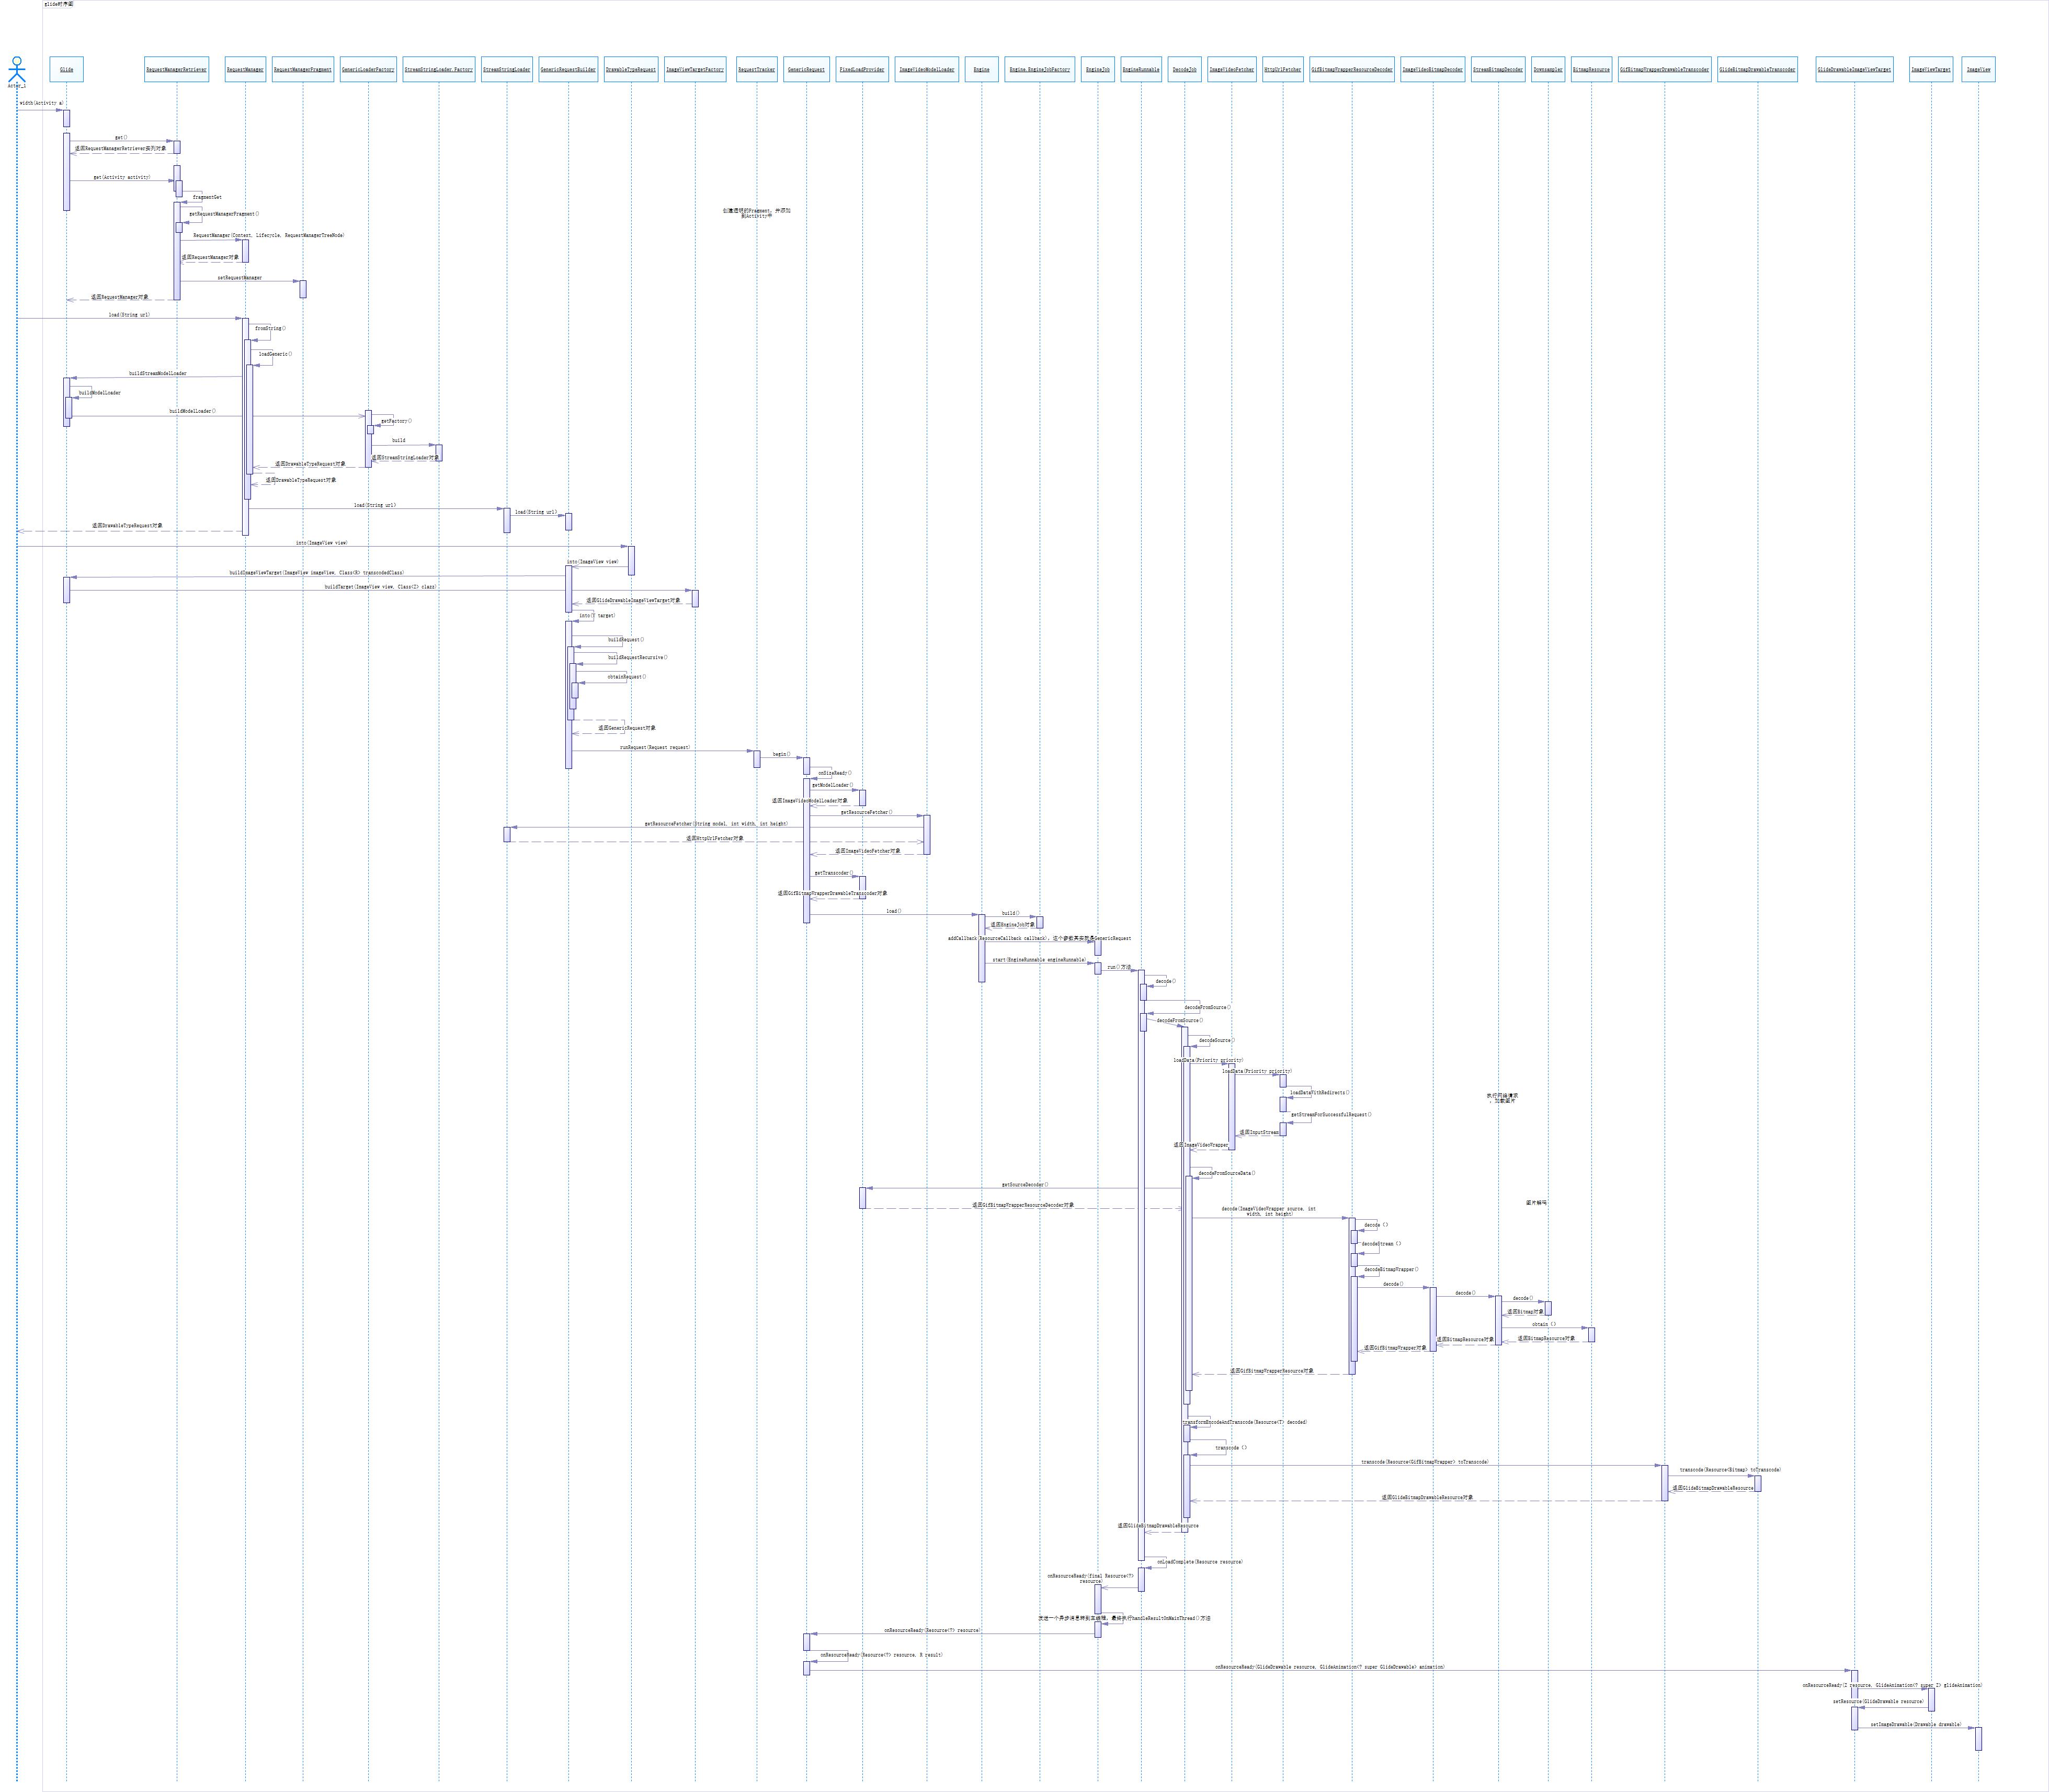 glide时序图
Actor_1
Glide
RequestManagerRetriever
RequestManager
RequestManagerFragment
GenericLoaderFactory
StreamStringLoader.Factory
StreamStringLoader
GenericRequestBuilder
DrawableTypeRequest
ImageViewTargetFactory
RequestTracker
GenericRequest
FixedLoadProvider
ImageVideoModelLoader
Engine
Engine.EngineJobFactory
EngineJob
EngineRunnable
DecodeJob
ImageVideoFetcher
HttpUrlFetcher
GifBitmapWrapperResourceDecoder
ImageVideoBitmapDecoder
StreamBitmapDecoder
Downsampler
BitmapResource
GifBitmapWrapperDrawableTranscoder
GlideBitmapDrawableTranscoder
GlideDrawableImageViewTarget
ImageViewTarget
ImageView
width(Activity a)
get()
返回RequestManagerRetriever实列对象
get(Activity activity)
fragmentGet
getRequestManagerFragment()
创建透明的Fragment，并添加
到Activity中
RequestManager(Context, Lifecycle, RequestManagerTreeNode)
返回RequestManager对象
setRequestManager
返回RequestManager对象
load(String url)
fromString()
loadGeneric()
buildStreamModelLoader
buildModelLoader
buildModelLoader()
getFactory()
build
返回StreamStringLoader对象
返回DrawableTypeRequest对象
返回DrawableTypeRequest对象
load(String url)
load(String url)
返回DrawableTypeRequest对象
into(ImageView view)
into(ImageView view)
buildImageViewTarget(ImageView imageView, Class<R> transcodedClass)
buildTarget(ImageView view, Class<Z> class)
返回GlideDrawableImageViewTarget对象
into(Y target)
buildRequest()
buildRequestRecursive()
obtainRequest()
返回GenericRequest对象
runRequest(Request request)
begin()
onSizeReady()
getModelLoader()
返回ImageVideoModelLoader对象
getResourceFetcher()
getResourceFetcher(String model, int width, int height)
返回HttpUrlFetcher对象
返回ImageVideoFetcher对象
getTranscoder()
返回GifBitmapWrapperDrawableTranscoder对象
load()
build()
返回EngineJob对象
addCallback(ResourceCallback callback)，这个参数其实就是GenericRequest
start(EngineRunnable engineRunnable)
run()方法
decode()
decodeFromSource()
decodeFromSource()
decodeSource()
loadData(Priority priority)
loadData(Priority priority)
loadDataWithRedirects()
执行网络请求
，加载图片
getStreamForSuccessfulRequest()
返回InputStream
返回ImageVideoWrapper
decodeFromSourceData()
getSourceDecoder()
返回GifBitmapWrapperResourceDecoder对象
图片解码
decode(ImageVideoWrapper source, int
width, int height)
decode ()
decodeStream ()
decodeBitmapWrapper()
decode()
decode()
decode()
返回Bitmap对象
obtain ()
返回BitmapResource对象
返回BitmapResource对象
返回GifBitmapWrapper对象
返回GifBitmapWrapperResource对象
transformEncodeAndTranscode(Resource<T> decoded)
transcode ()
transcode(Resource<GifBitmapWrapper> toTranscode)
transcode(Resource<Bitmap> toTranscode)
返回GlideBitmapDrawableResource
返回GlideBitmapDrawableResource对象
返回GlideBitmapDrawableResource
onLoadComplete(Resource resource)
onResourceReady(final Resource<?>
resource)
发送一个异步消息转到主线程，最终执行handleResultOnMainThread()方法
onResourceReady(Resource<?> resource)
onResourceReady(Resource<?> resource, R result)
onResourceReady(GlideDrawable resource, GlideAnimation<? super GlideDrawable> animation)
onResourceReady(Z resource, GlideAnimation<? super Z> glideAnimation)
setResource(GlideDrawable resource)
setImageDrawable(Drawable drawable)